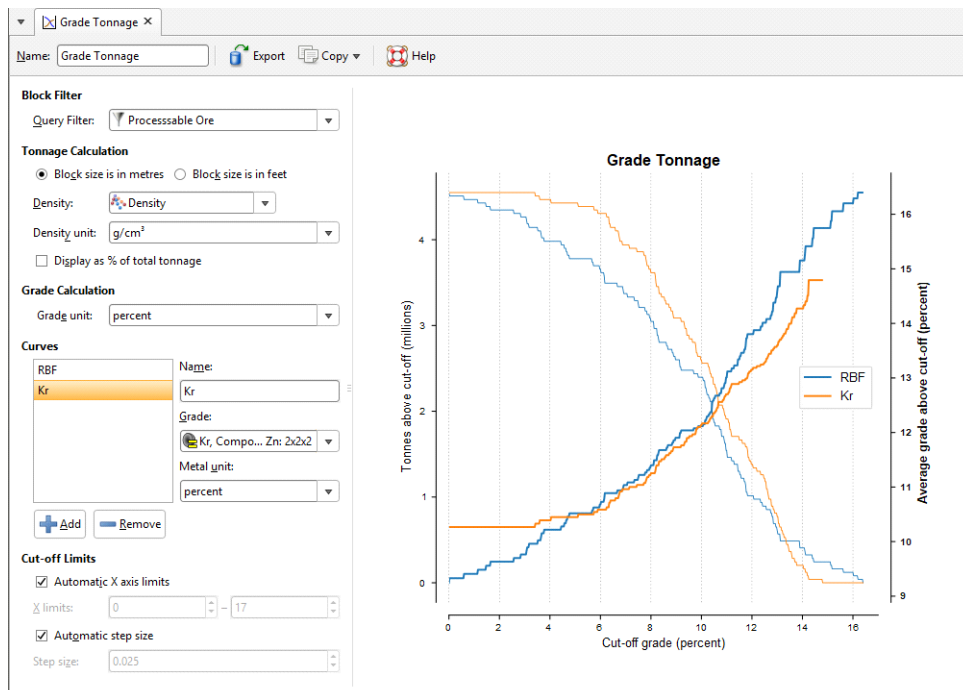 Grade Tonnage
Name: Grade Tonnage Export Copy Help
Block Filter
Query Filter: Processsable Ore
Tonnage Calculation
Block size is in metres Block size is in feet
Density: Density
Density unit: g/cm³
Display as % of total tonnage
Grade Calculation
Grade unit: percent
Curves
RBF
Kr
Name:
Kr
Grade:
Kr, Compo... Zn: 2x2x2
Metal unit:
percent
Add Remove
Cut-off Limits
Automatic X axis limits
X limits: 0 – 17
Automatic step size
Step size: 0.025
Grade Tonnage
Tonnes above cut-off (millions)
4
3
2
1
0
0 2 4 6 8 10 12 14 16
Cut-off grade (percent)
RBF
Kr
16
15
14
13
12
11
10
9
Average grade above cut-off (percent)